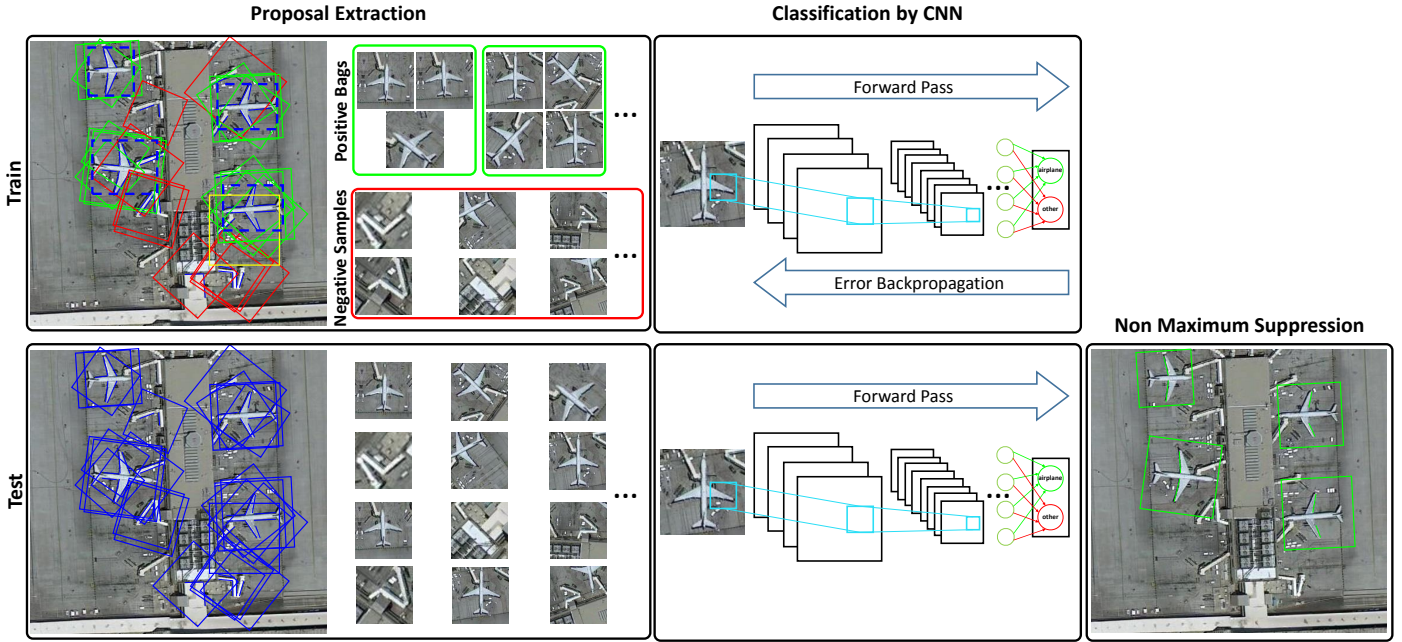 Proposal Extraction
Classification by CNN
Train
Positive Bags
...
Negative Samples
...
Forward Pass
...
airplane
other
Error Backpropagation
Non Maximum Suppression
Test
...
Forward Pass
...
airplane
other